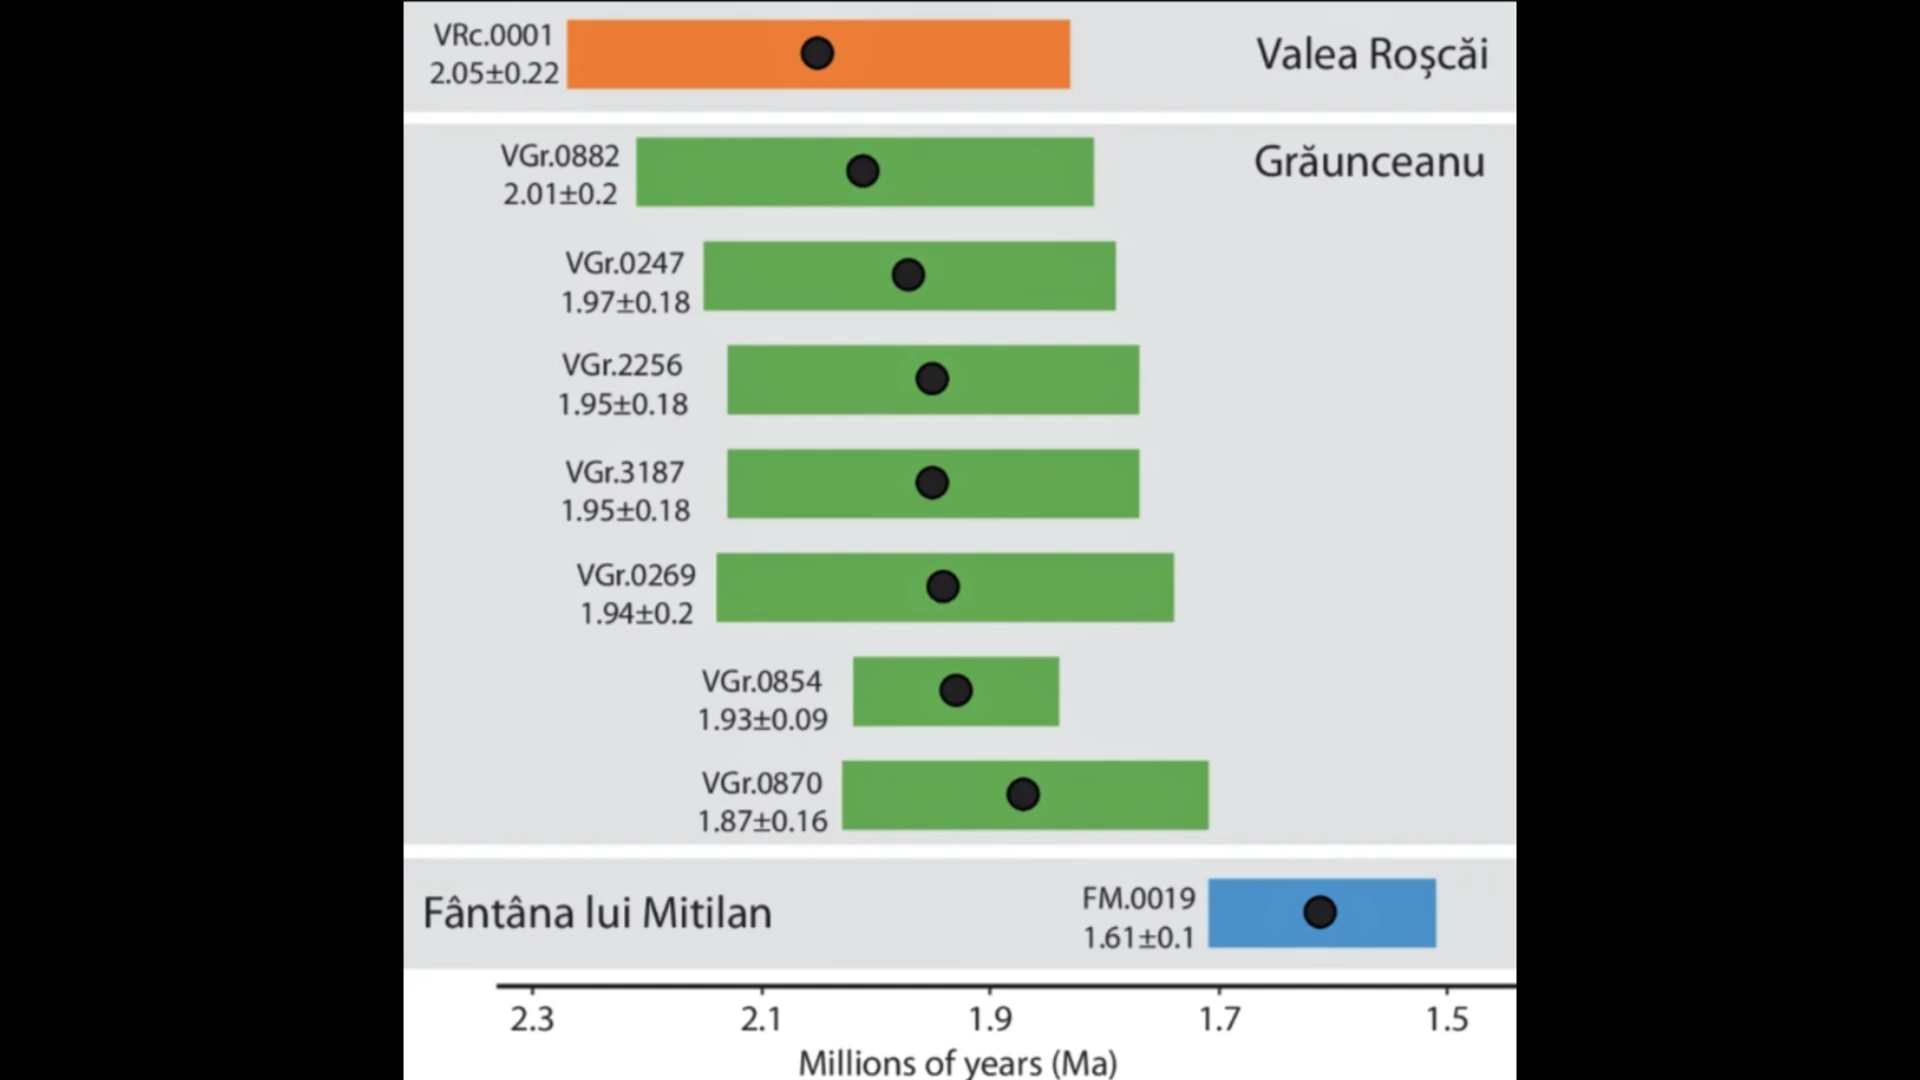 VRc.0001
2.05±0.22
Valea Roșcăi
VGr.0882
2.01±0.2
Grăunceanu
VGr.0247
1.97±0.18
VGr.2256
1.95±0.18
VGr.3187
1.95±0.18
VGr.0269
1.94±0.2
VGr.0854
1.93±0.09
VGr.0870
1.87±0.16
Fântâna lui Mitilan
FM.0019
1.61±0.1
2.3 2.1 1.9 1.7 1.5
Millions of years (Ma)